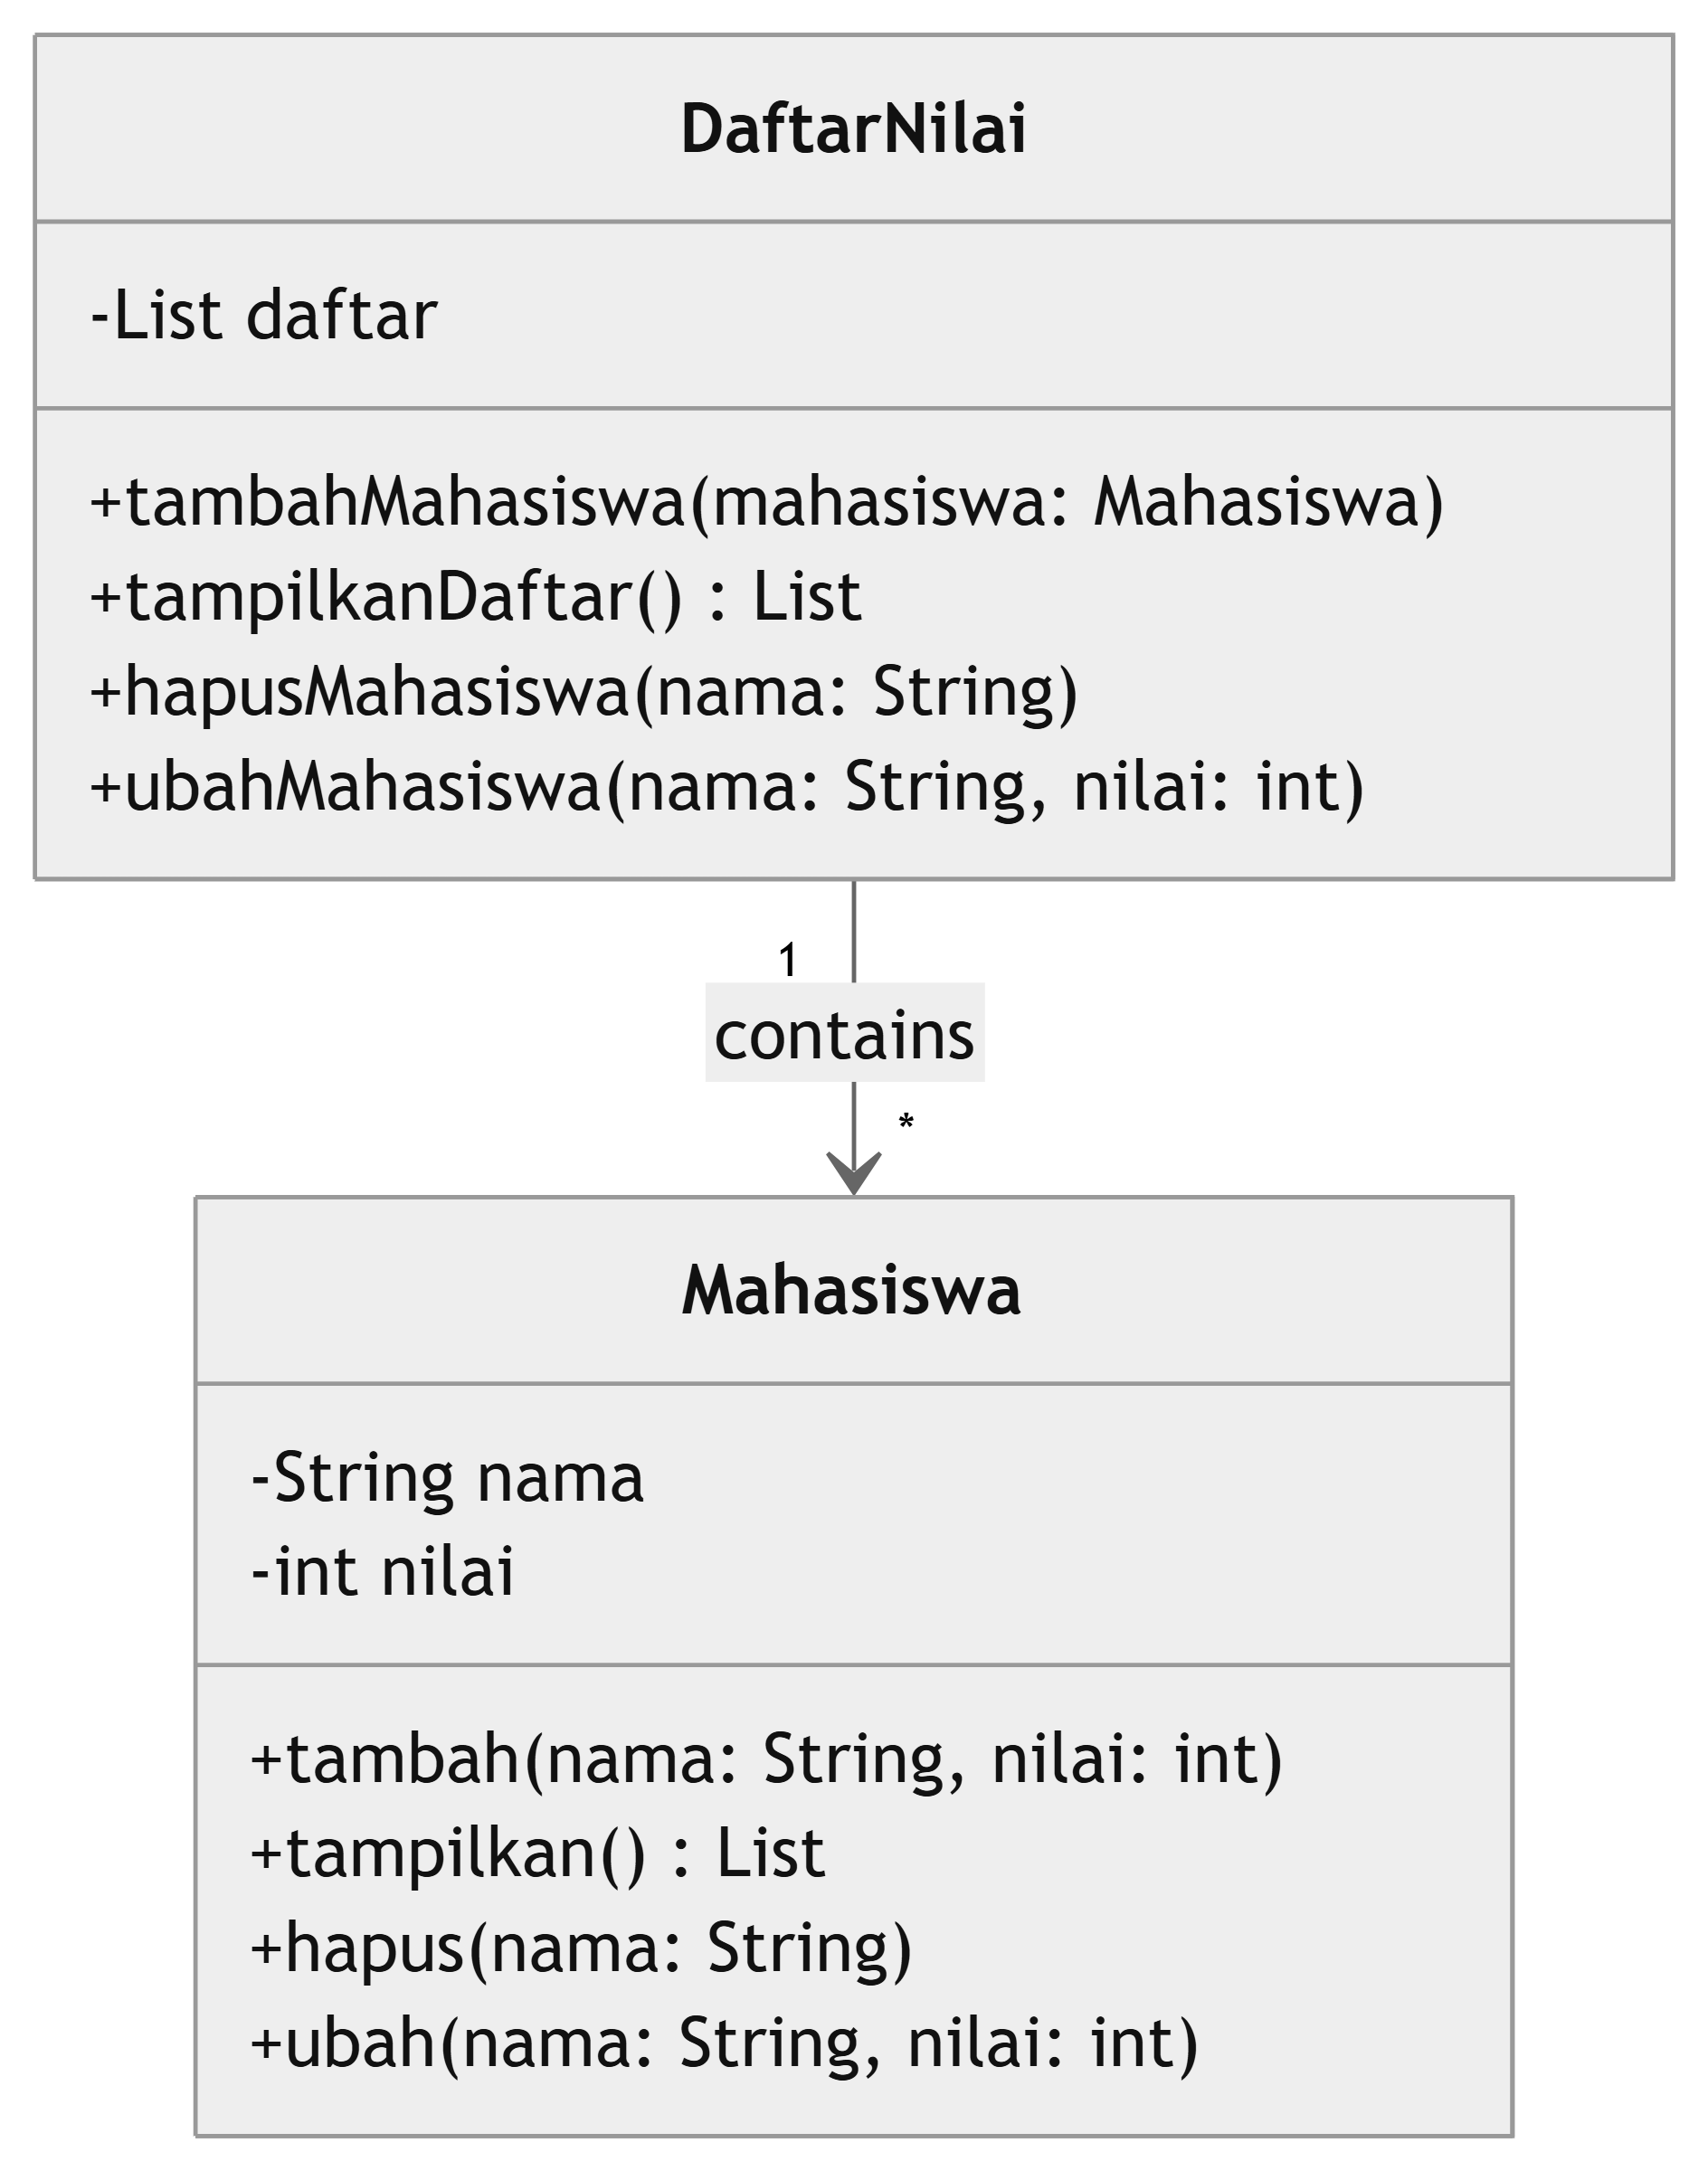 DaftarNilai
-List daftar
+tambahMahasiswa(mahasiswa: Mahasiswa)
+tampilkanDaftar() : List
+hapusMahasiswa(nama: String)
+ubahMahasiswa(nama: String, nilai: int)
1
contains
*
Mahasiswa
-String nama
-int nilai
+tambah(nama: String, nilai: int)
+tampilkan() : List
+hapus(nama: String)
+ubah(nama: String, nilai: int)